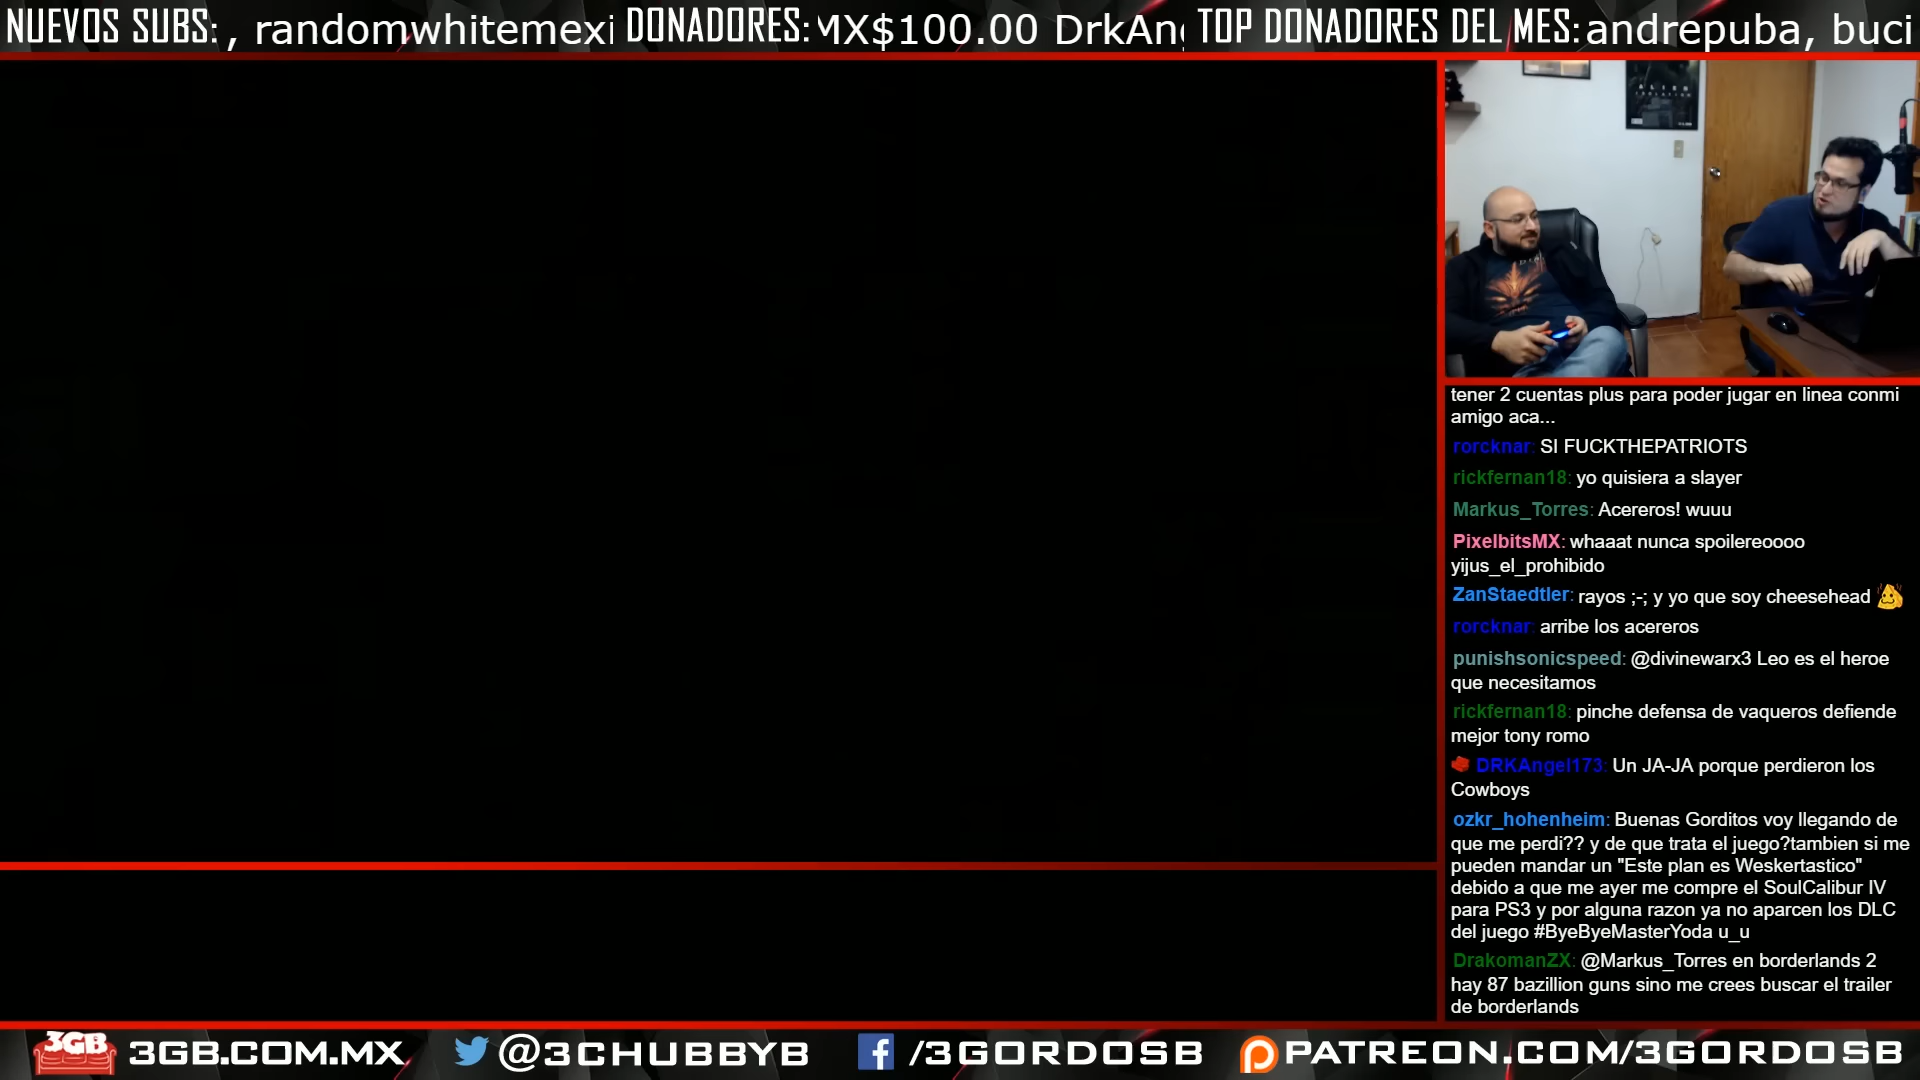 NUEVOS SUBS: , randomwhitemexi DONADORES: MX$100.00 DrkAng TOP DONADORES DEL MES: andrepuba, buci
ALIEN
tener 2 cuentas plus para poder jugar en linea conmi
amigo aca...
rorcknar: SI FUCKTHEPATRIOTS
rickfernan18: yo quisiera a slayer
Markus_Torres: Acereros! wuuu
PixelbitsMX: whaaat nunca spoilereoooo
yijus_el_prohibido
ZanStaedtler: rayos ;-; y yo que soy cheesehead
rorcknar: arribe los acereros
punishsonicspeed: @divinewarx3 Leo es el heroe
que necesitamos
rickfernan18: pinche defensa de vaqueros defiende
mejor tony romo
DRKAngel173: Un JA-JA porque perdieron los
Cowboys
ozkr_hohenheim: Buenas Gorditos voy llegando de
que me perdi?? y de que trata el juego?tambien si me
pueden mandar un "Este plan es Weskertastico"
debido a que me ayer me compre el SoulCalibur IV
para PS3 y por alguna razon ya no aparcen los DLC
del juego #ByeByeMasterYoda u_u
DrakomanZX: @Markus_Torres en borderlands 2
hay 87 bazillion guns sino me crees buscar el trailer
de borderlands
3GB 3GB.COM.MX @3CHUBBYB /3GORDOSB PATREON.COM/3GORDOSB